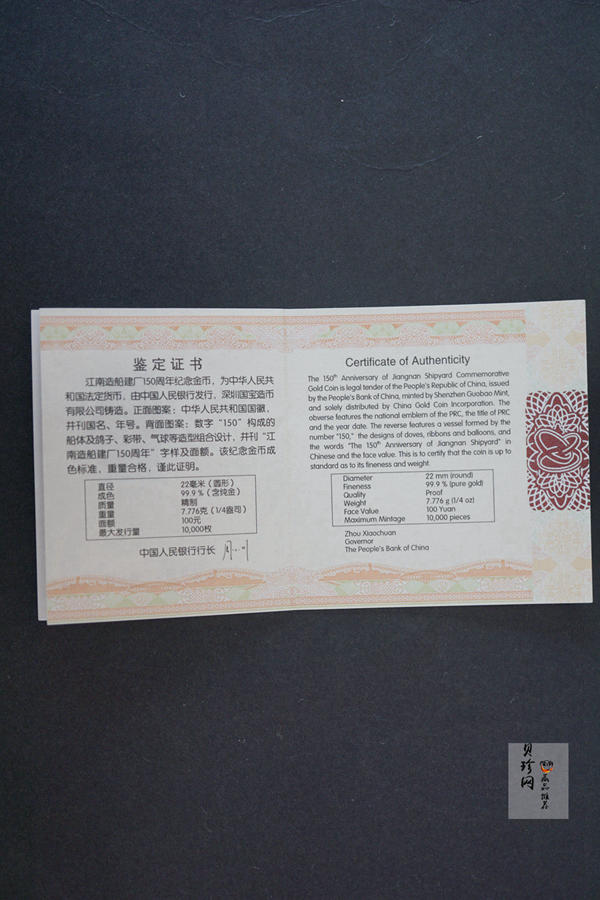 鉴定证书
江南造船建厂150周年纪念金币，为中华人民共
和国法定货币，由中国人民银行发行，深圳国宝造币
有限公司铸造。正面图案：中华人民共和国国徽，
并刊国名、年号。背面图案：数字“150”构成的
船体及鸽子、彩带、气球等造型组合设计，并刊“江
南造船建厂150周年”字样及面额。该纪念金币成
色标准，重量合格，谨此证明。
直径 22毫米（圆形）
成色 99.9％（含纯金）
质量 精制
重量 7.776克（1/4盎司）
面额 100元
最大发行量 10,000枚
中国人民银行行长
Certificate of Authenticity
The 150th Anniversary of Jiangnan Shipyard Commemorative
Gold Coin is legal tender of the People's Republic of China, issued
by the People's Bank of China, minted by Shenzhen Guobao Mint,
and solely distributed by China Gold Coin Incorporation. The
obverse features the national emblem of the PRC, the title of PRC
and the year date. The reverse features a vessel formed by the
number "150," the designs of doves, ribbons and balloons, and
the words "The 150th Anniversary of Jiangnan Shipyard" in
Chinese and the face value. This is to certify that the coin is up to
standard as to its fineness and weight.
Diameter 22 mm (round)
Fineness 99.9 % (pure gold)
Quality Proof
Weight 7.776 g (1/4 oz)
Face Value 100 Yuan
Maximum Mintage 10,000 pieces
Zhou Xiaochuan
Governor
The People's Bank of China
贝珍网
藏品推荐